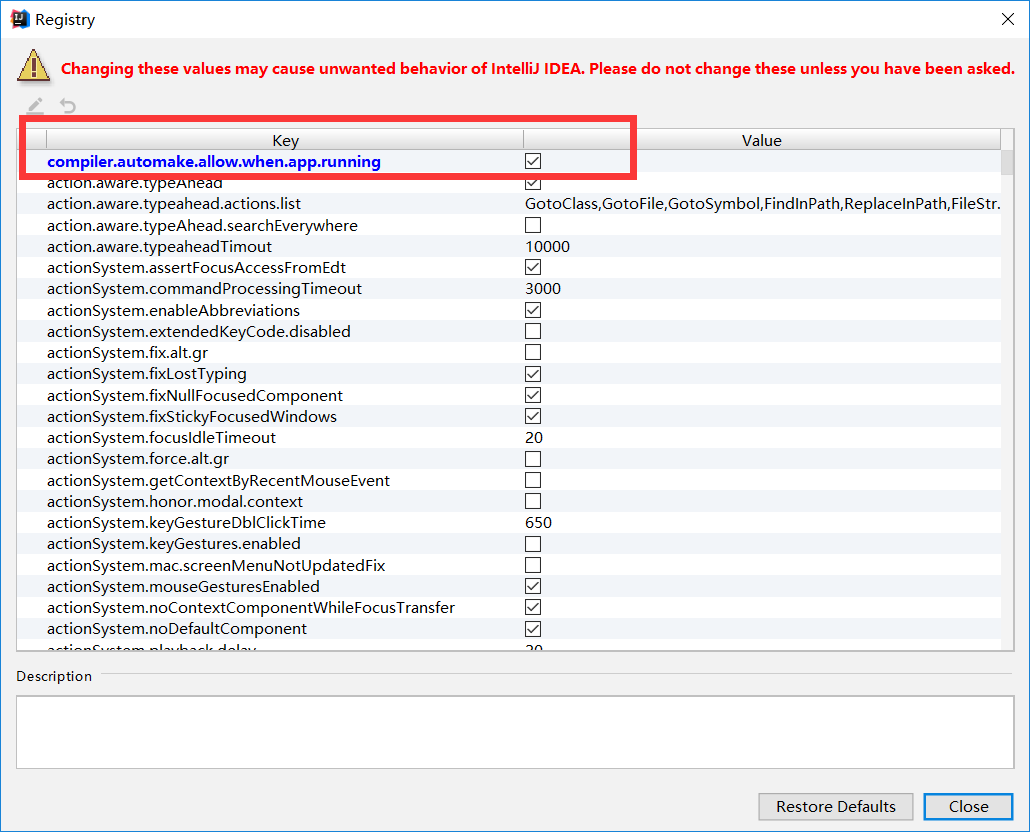 Registry
Changing these values may cause unwanted behavior of IntelliJ IDEA. Please do not change these unless you have been asked.
Key Value
compiler.automake.allow.when.app.running
action.aware.typeAhead
action.aware.typeahead.actions.list GotoClass,GotoFile,GotoSymbol,FindInPath,ReplaceInPath,FileStr.
action.aware.typeAhead.searchEverywhere
action.aware.typeaheadTimout 10000
actionSystem.assertFocusAccessFromEdt
actionSystem.commandProcessingTimeout 3000
actionSystem.enableAbbreviations
actionSystem.extendedKeyCode.disabled
actionSystem.fix.alt.gr
actionSystem.fixLostTyping
actionSystem.fixNullFocusedComponent
actionSystem.fixStickyFocusedWindows
actionSystem.focusIdleTimeout 20
actionSystem.force.alt.gr
actionSystem.getContextByRecentMouseEvent
actionSystem.honor.modal.context
actionSystem.keyGestureDblClickTime 650
actionSystem.keyGestures.enabled
actionSystem.mac.screenMenuNotUpdatedFix
actionSystem.mouseGesturesEnabled
actionSystem.noContextComponentWhileFocusTransfer
actionSystem.noDefaultComponent
actionSystem.playback.delay 20
Description
Restore Defaults Close